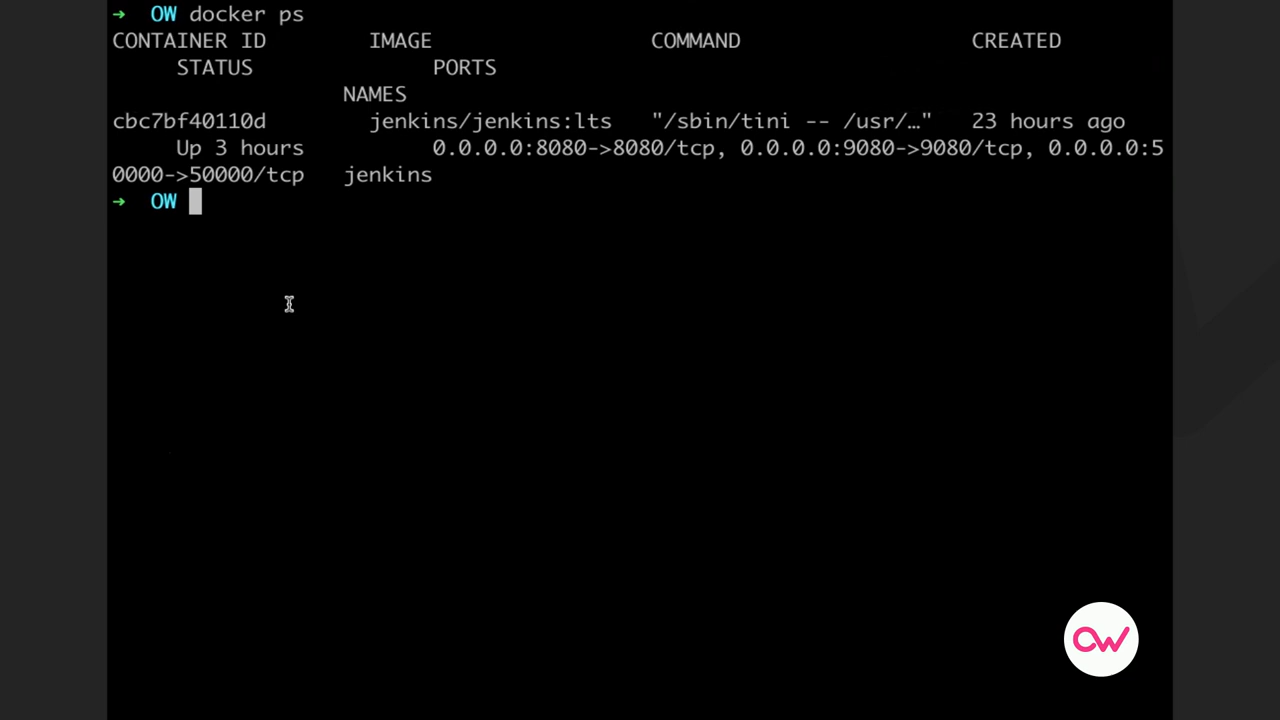 ➜ OW docker ps
CONTAINER ID IMAGE COMMAND CREATED
STATUS PORTS
NAMES
cbc7bf40110d jenkins/jenkins:lts "/sbin/tini -- /usr/…" 23 hours ago
Up 3 hours 0.0.0.0:8080->8080/tcp, 0.0.0.0:9080->9080/tcp, 0.0.0.0:5
0000->50000/tcp jenkins
➜ OW
OW